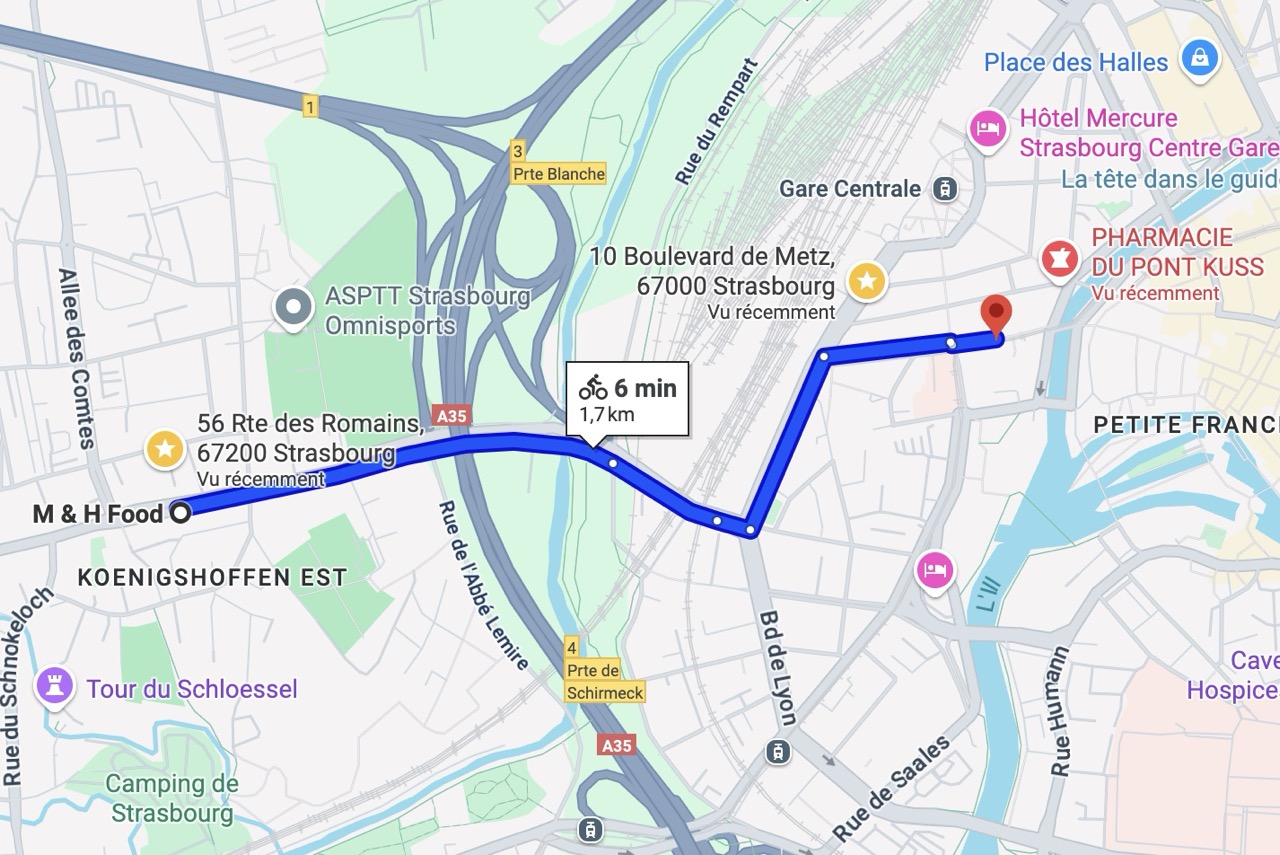 Place des Halles
1
Hôtel Mercure
Strasbourg Centre Gare
Rue du Rempart
3
Prte Blanche
La tête dans le guid
Gare Centrale
PHARMACIE
DU PONT KUSS
Vu récemment
10 Boulevard de Metz,
67000 Strasbourg
Vu récemment
ASPTT Strasbourg
Omnisports
Allée des Comtes
6 min
1,7 km
A35
56 Rte des Romains,
67200 Strasbourg
Vu récemment
PETITE FRANC
M & H Food
KOENIGSHOFFEN EST
Rue de l'Abbé Lemire
L'Ill
Rue du Schnokeloch
Bd de Lyon
4
Prte de
Schirmeck
Rue Humann
Cave
Hospice
Tour du Schloessel
A35
Rue de Saales
Camping de
Strasbourg